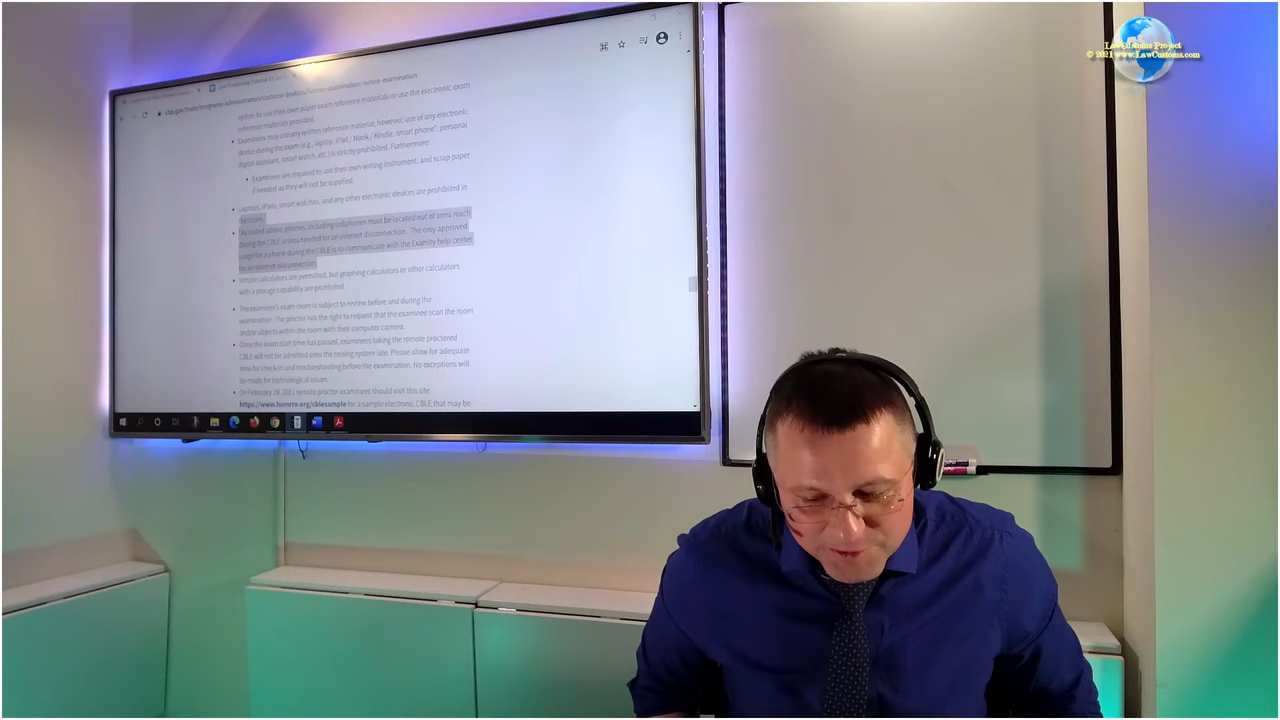 LawCustoms Project
© 2021 www.LawCustoms.com
option to use their own paper exam reference materials or use the electronic exam
reference materials provided.
Examinees may use any written reference material, however, use of any electronic
device during the exam (e.g., laptop, iPad / Nook / Kindle, smart phone*, personal
digital assistant, smart watch, etc.) is strictly prohibited. Furthermore:
Examinees are required to use their own writing instrument, and scrap paper
if needed as they will not be supplied.
Laptops, iPads, smart watches, and any other electronic devices are prohibited in
*As stated above phones, including cellphones must be located out of arms reach
during the CBLE unless needed for an internet disconnection. The only approved
usage for a phone during the CBLE is to communicate with the Examity help center
for an internet disconnection.
Simple calculators are permitted, but graphing calculators or other calculators
with a storage capability are prohibited.
The examinee's exam room is subject to review before and during the
examination. The proctor has the right to request that the examinee scan the room
and/or objects within the room with their computer camera.
Once the exam start time has passed, examinees taking the remote proctored
CBLE will not be admitted onto the testing system late. Please allow for adequate
time for check-in and troubleshooting before the examination. No exceptions will
be made for technological issues.
On February 19, 2021 remote proctor examinees should visit this site
https://www.humrro.org/cblesample for a sample electronic CBLE that may be